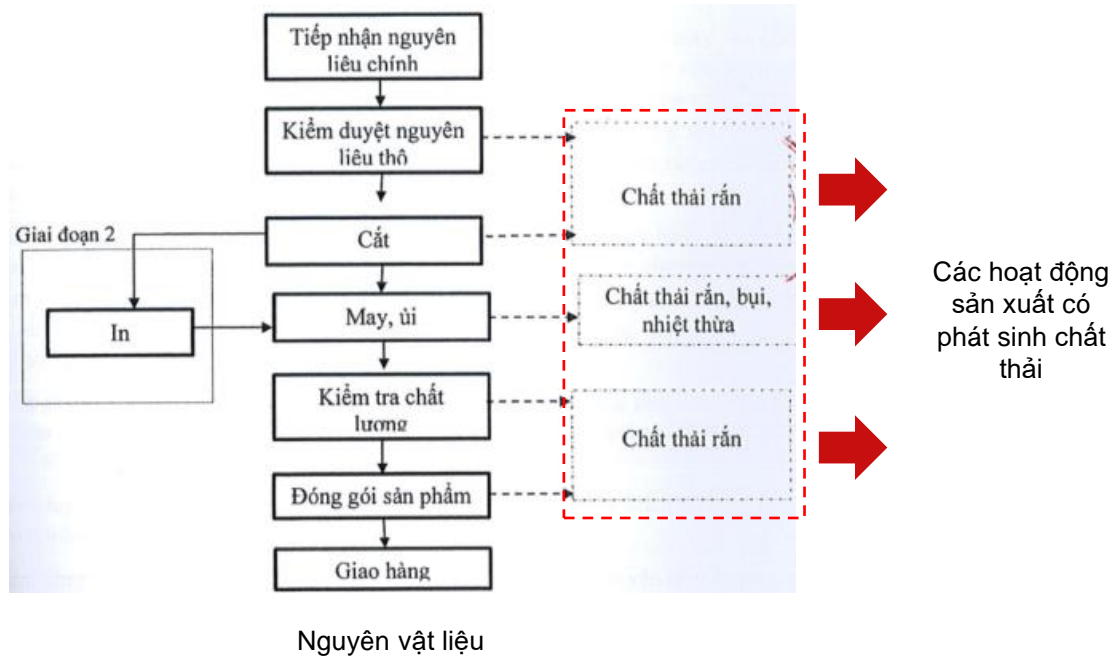 Tiếp nhận nguyên
liêu chính
Kiểm duyệt nguyên
liêu thô
Chất thải rắn
Giai đoạn 2
Cắt
In
May, ủi
Chất thải rắn, bụi,
nhiệt thừa
Các hoạt động
sản xuất có
phát sinh chất
thải
Kiểm tra chất
lượng
Chất thải rắn
Đóng gói sản phẩm
Giao hàng
Nguyên vật liệu